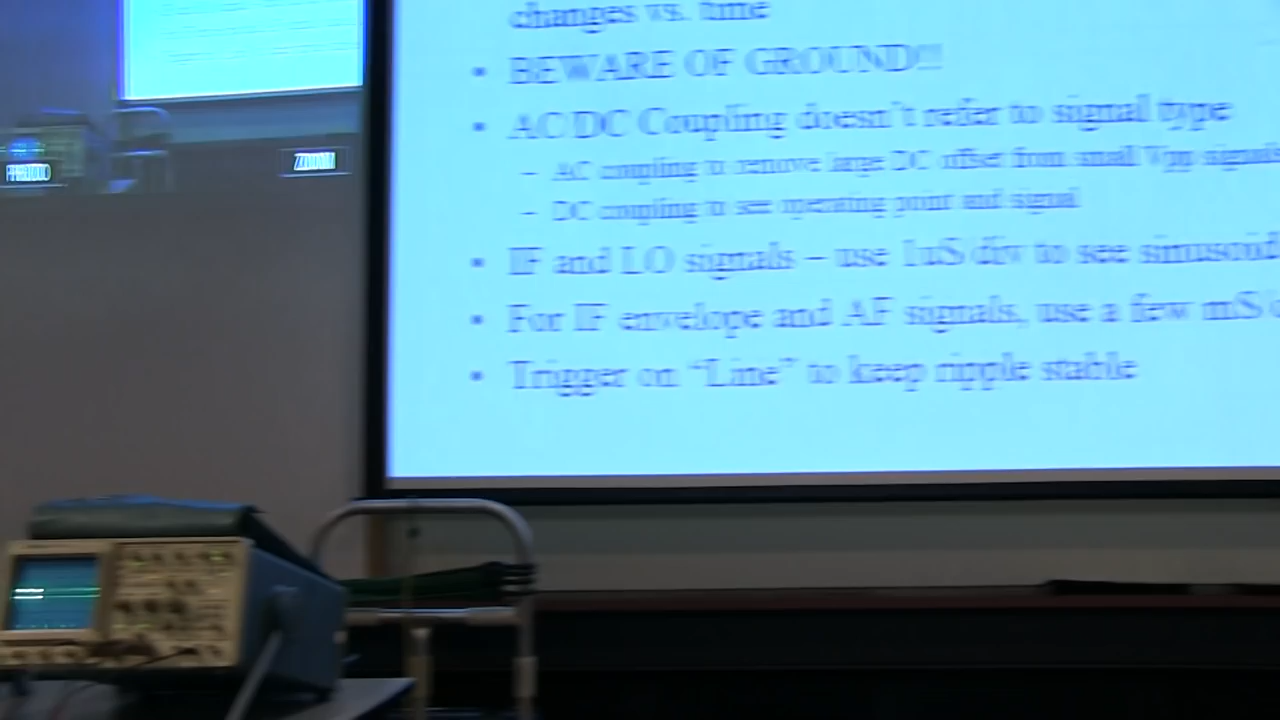 changes vs. time
• BEWARE OF GROUND!!
• AC/DC Coupling doesn't refer to signal type
– AC coupling to remove large DC offset from small Vpp signals
– DC coupling to see operating point and signal
• IF and LO signals – use 1uS/div to see sinusoid
• For IF envelope and AF signals, use a few mS/
• Trigger on “Line” to keep ripple stable
ZOOM